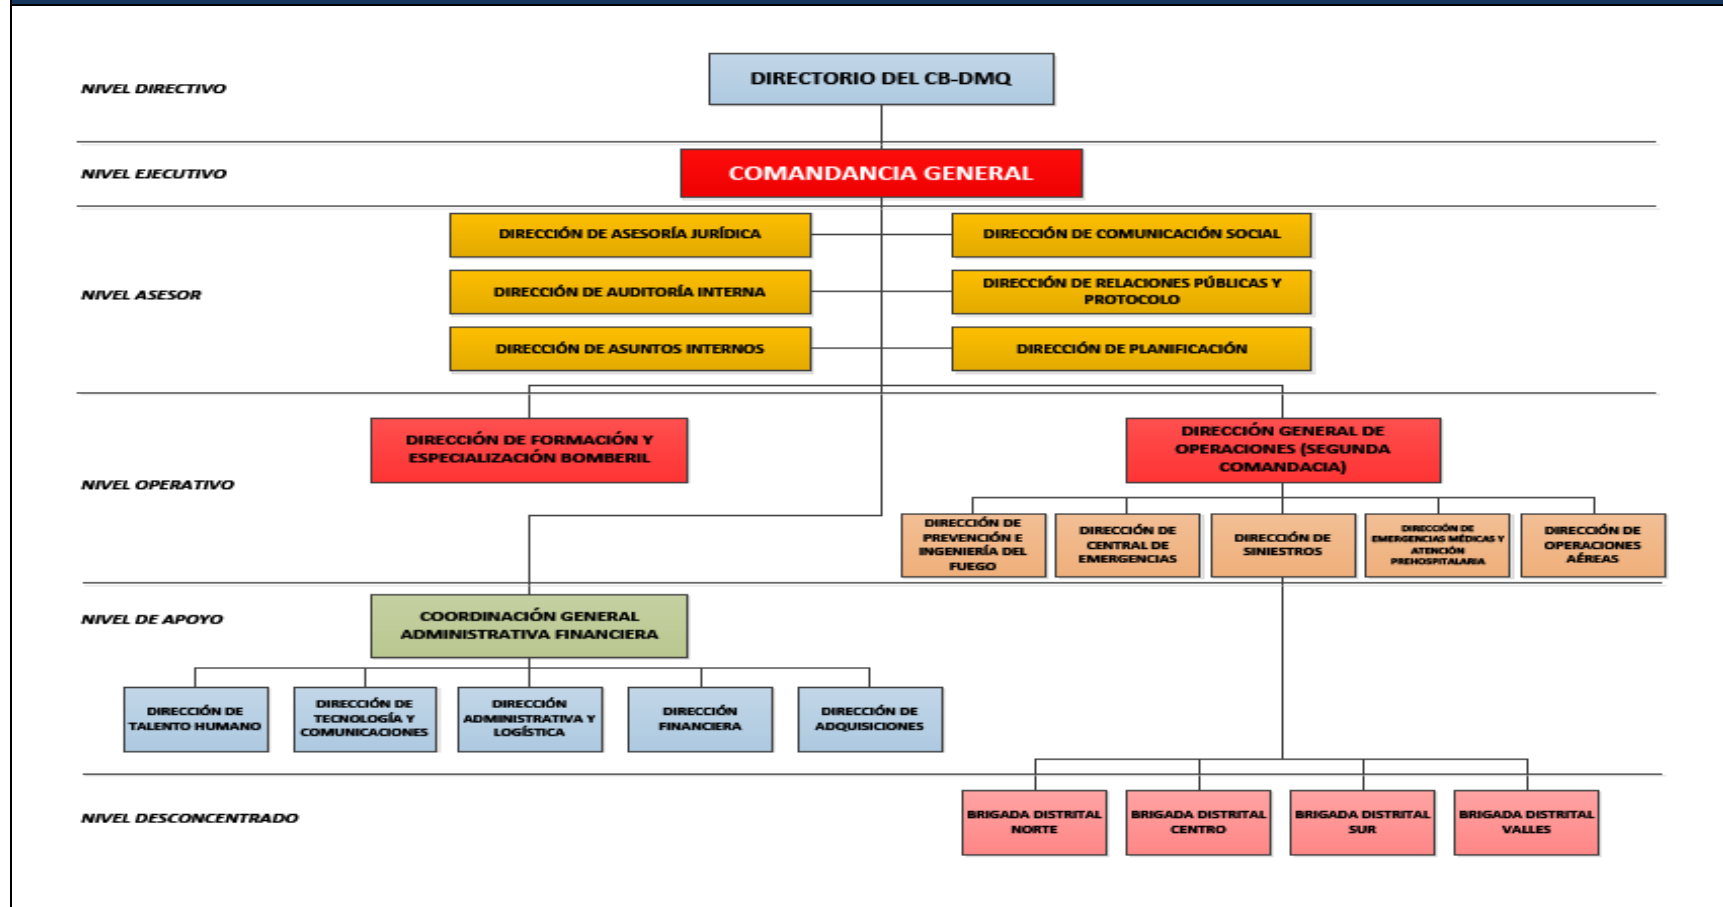 NIVEL DIRECTIVO
DIRECTORIO DEL CB-DMQ
NIVEL EJECUTIVO
COMANDANCIA GENERAL
NIVEL ASESOR
DIRECCIÓN DE ASESORÍA JURÍDICA
DIRECCIÓN DE COMUNICACIÓN SOCIAL
DIRECCIÓN DE AUDITORÍA INTERNA
DIRECCIÓN DE RELACIONES PÚBLICAS Y
PROTOCOLO
DIRECCIÓN DE ASUNTOS INTERNOS
DIRECCIÓN DE PLANIFICACIÓN
NIVEL OPERATIVO
DIRECCIÓN DE FORMACIÓN Y
ESPECIALIZACIÓN BOMBERIL
DIRECCIÓN GENERAL DE
OPERACIONES (SEGUNDA
COMANDACIA)
DIRECCIÓN DE
PREVENCIÓN E
INGENIERÍA DEL
FUEGO
DIRECCIÓN DE
CENTRAL DE
EMERGENCIAS
DIRECCIÓN DE
SINIESTROS
DIRECCIÓN DE
EMERGENCIAS MÉDICAS Y
ATENCIÓN
PREHOSPITALARIA
DIRECCIÓN DE
OPERACIONES
AÉREAS
NIVEL DE APOYO
COORDINACIÓN GENERAL
ADMINISTRATIVA FINANCIERA
DIRECCIÓN DE
TALENTO HUMANO
DIRECCIÓN DE
TECNOLOGÍA Y
COMUNICACIONES
DIRECCIÓN
ADMINISTRATIVA Y
LOGÍSTICA
DIRECCIÓN
FINANCIERA
DIRECCIÓN DE
ADQUISICIONES
NIVEL DESCONCENTRADO
BRIGADA DISTRITAL
NORTE
BRIGADA DISTRITAL
CENTRO
BRIGADA DISTRITAL
SUR
BRIGADA DISTRITAL
VALLES